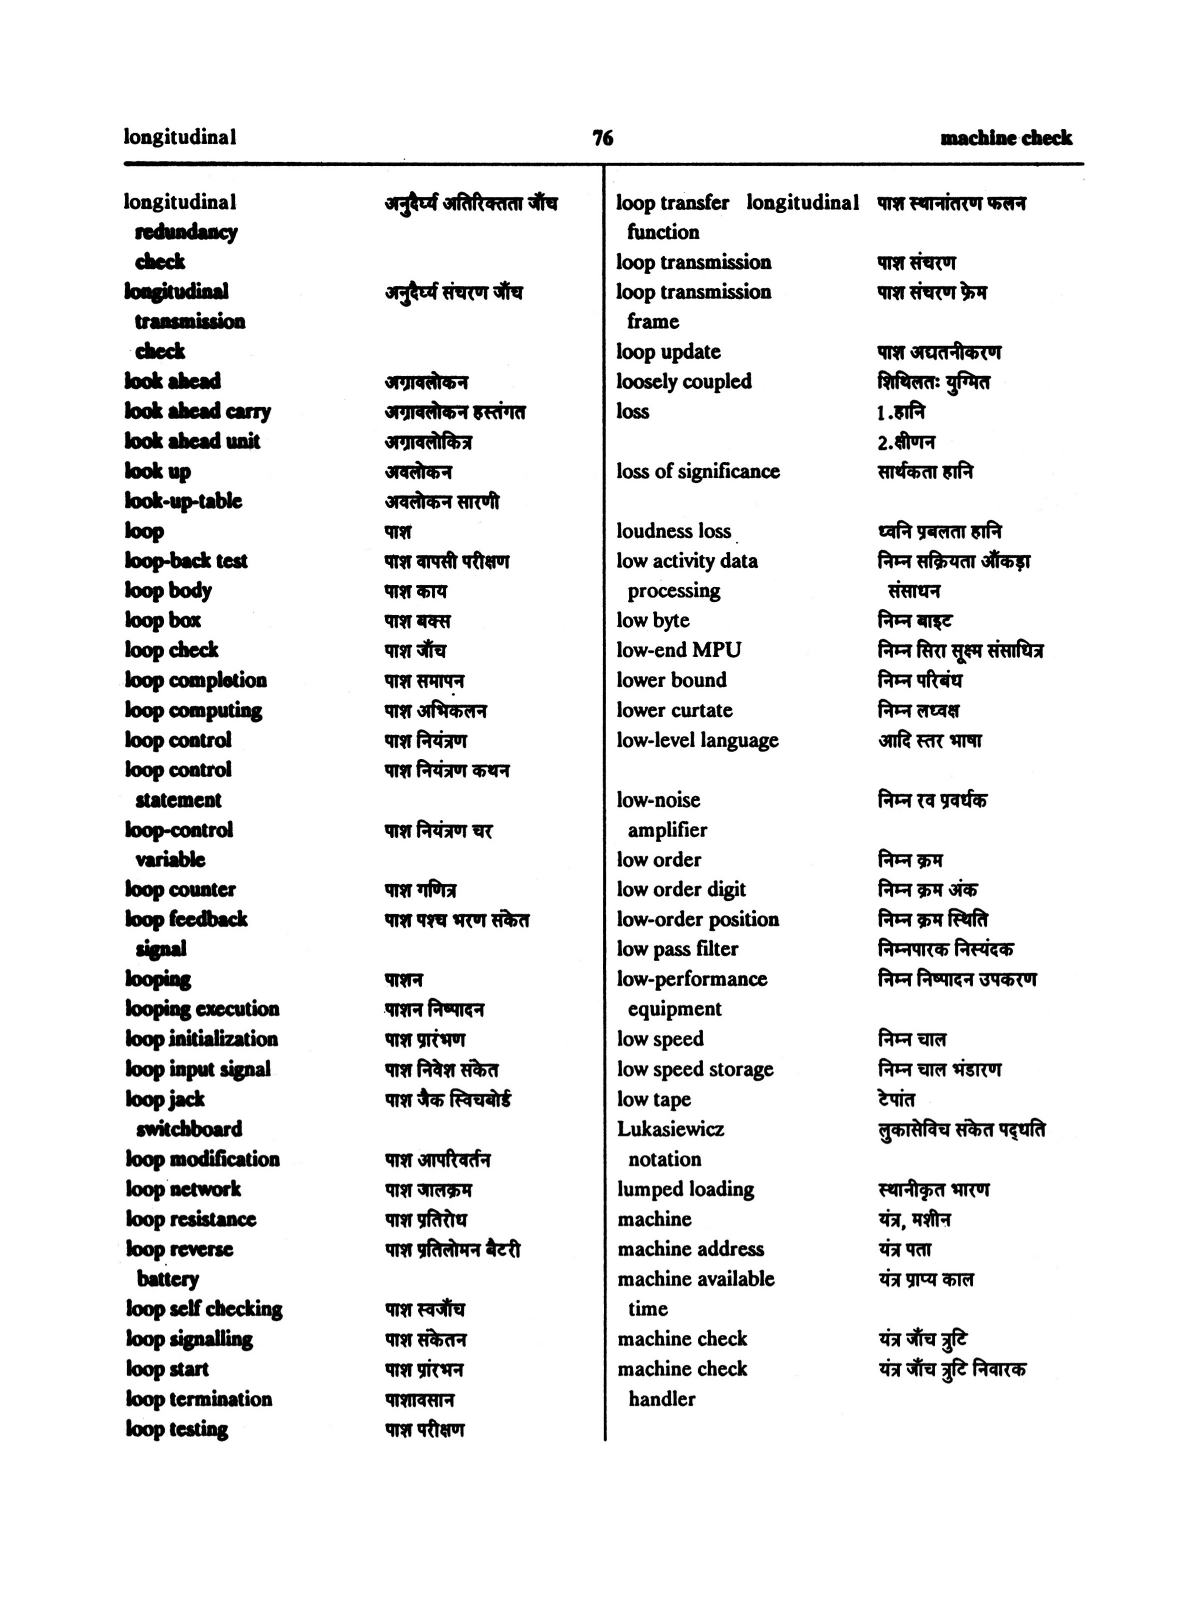 longitudinal 76 machine check
longitudinal अनुदैर्घ्य अतिरिक्तता जाँच
redundancy
check
longitudinal अनुदैर्घ्य संचरण जाँच
transmission
check
look ahead अग्रावलोकन
look ahead carry अग्रावलोकन हस्तंगत
look ahead unit अग्रावलोकित्र
look up अवलोकन
look-up-table अवलोकन सारणी
loop पाश
loop-back test पाश वापसी परीक्षण
loop body पाश काय
loop box पाश बक्स
loop check पाश जाँच
loop completion पाश समापन
loop computing पाश अभिकलन
loop control पाश नियंत्रण
loop control पाश नियंत्रण कथन
statement
loop-control पाश नियंत्रण चर
variable
loop counter पाश गणित्र
loop feedback पाश पश्च भरण संकेत
signal
looping पाशन
looping execution पाशन निष्पादन
loop initialization पाश प्रारंभण
loop input signal पाश निवेश संकेत
loop jack पाश जैक स्विचबोर्ड
switchboard
loop modification पाश आपरिवर्तन
loop network पाश जालक्रम
loop resistance पाश प्रतिरोध
loop reverse पाश प्रतिलोमन बैटरी
battery
loop self checking पाश स्वजाँच
loop signalling पाश संकेतन
loop start पाश प्रांरभन
loop termination पाशावसान
loop testing पाश परीक्षण
loop transfer longitudinal पाश स्थानांतरण फलन
function
loop transmission पाश संचरण
loop transmission पाश संचरण फ्रेम
frame
loop update पाश अद्यतनीकरण
loosely coupled शिथिलतः युग्मित
loss 1.हानि
2.क्षीणन
loss of significance सार्थकता हानि
loudness loss ध्वनि प्रबलता हानि
low activity data निम्न सक्रियता आँकड़ा
processing संसाधन
low byte निम्न बाइट
low-end MPU निम्न सिरा सूक्ष्म संसाधित्र
lower bound निम्न परिबंध
lower curtate निम्न लध्वक्ष
low-level language आदि स्तर भाषा
low-noise निम्न रव प्रवर्धक
amplifier
low order निम्न क्रम
low order digit निम्न क्रम अंक
low-order position निम्न क्रम स्थिति
low pass filter निम्नपारक निस्यंदक
low-performance निम्न निष्पादन उपकरण
equipment
low speed निम्न चाल
low speed storage निम्न चाल भंडारण
low tape टेपांत
Lukasiewicz लुकासेविच संकेत पद्धति
notation
lumped loading स्थानीकृत भारण
machine यंत्र, मशीन
machine address यंत्र पता
machine available यंत्र प्राप्य काल
time
machine check यंत्र जाँच त्रुटि
machine check यंत्र जाँच त्रुटि निवारक
handler